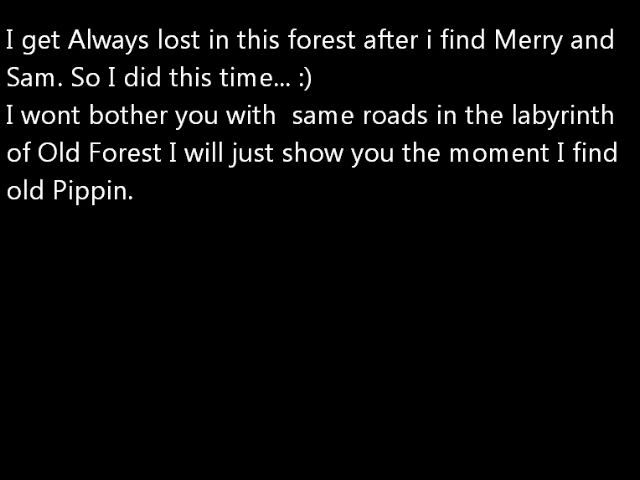 I get Always lost in this forest after i find Merry and
Sam. So I did this time... :)
I wont bother you with  same roads in the labyrinth
of Old Forest I will just show you the moment I find
old Pippin.